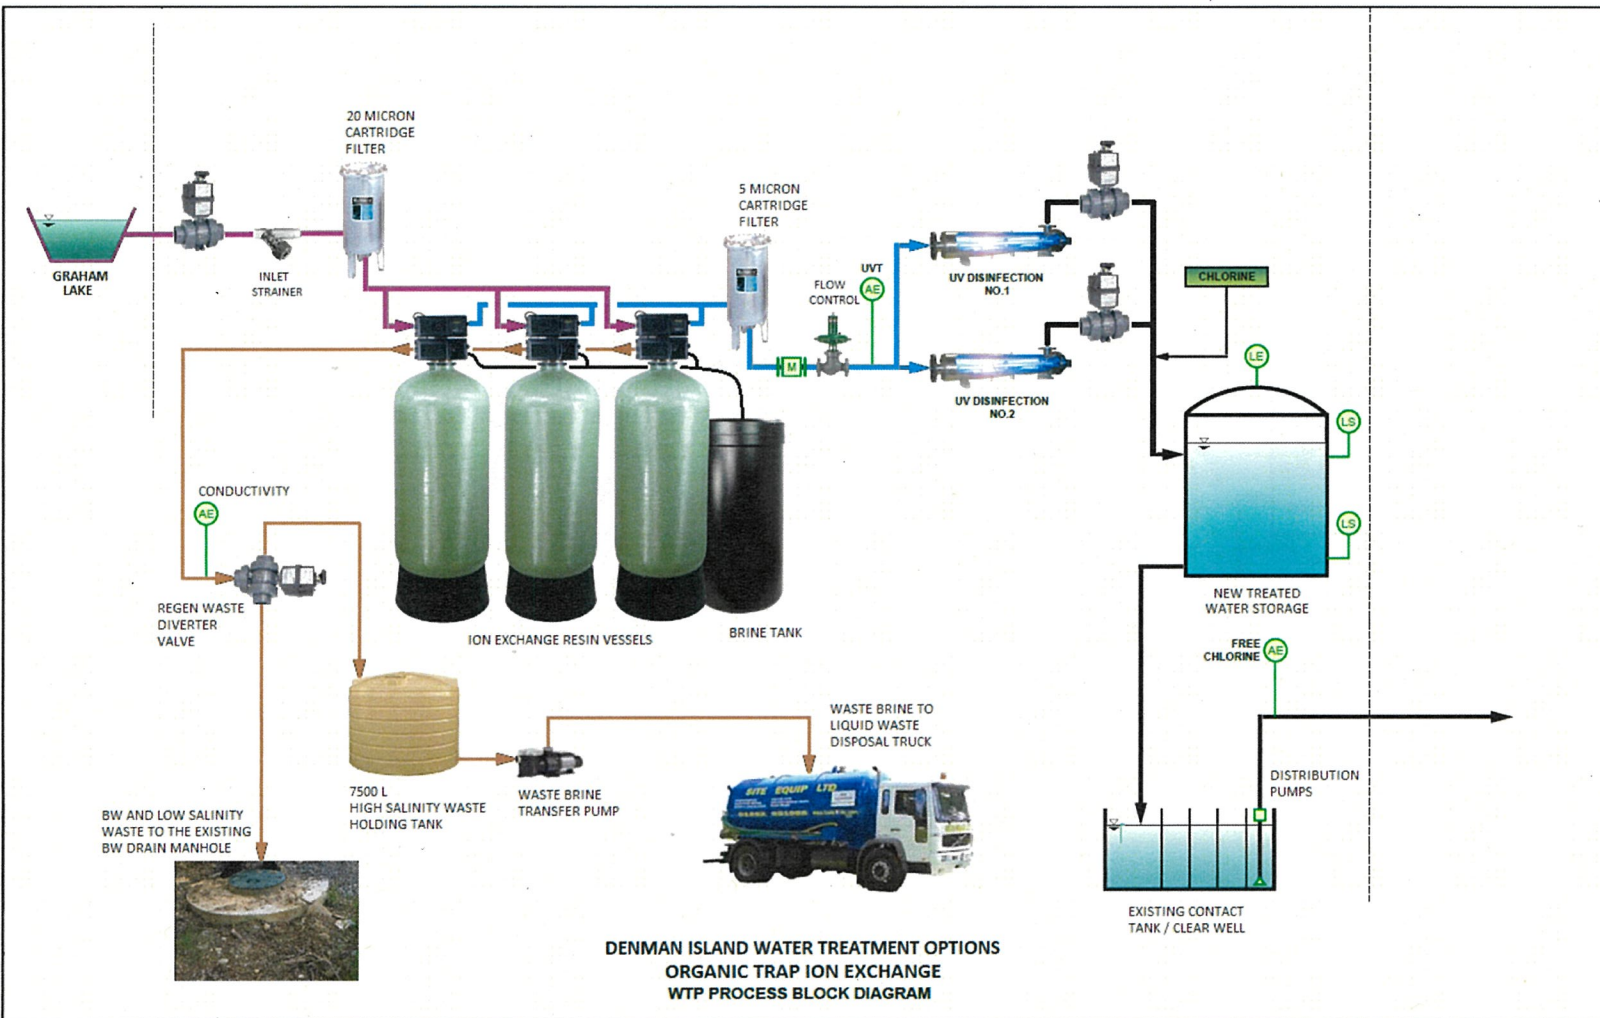 20 MICRON
CARTRIDGE
FILTER
5 MICRON
CARTRIDGE
FILTER
GRAHAM
LAKE
INLET
STRAINER
FLOW
CONTROL
UVT
AE
M
UV DISINFECTION
NO.1
UV DISINFECTION
NO.2
CHLORINE
LE
LS
LS
CONDUCTIVITY
AE
REGEN WASTE
DIVERTER
VALVE
ION EXCHANGE RESIN VESSELS
BRINE TANK
NEW TREATED
WATER STORAGE
FREE
CHLORINE
AE
7500 L
HIGH SALINITY WASTE
HOLDING TANK
WASTE BRINE
TRANSFER PUMP
WASTE BRINE TO
LIQUID WASTE
DISPOSAL TRUCK
SITE EQUIP LTD
DISTRIBUTION
PUMPS
BW AND LOW SALINITY
WASTE TO THE EXISTING
BW DRAIN MANHOLE
EXISTING CONTACT
TANK / CLEAR WELL
DENMAN ISLAND WATER TREATMENT OPTIONS
ORGANIC TRAP ION EXCHANGE
WTP PROCESS BLOCK DIAGRAM